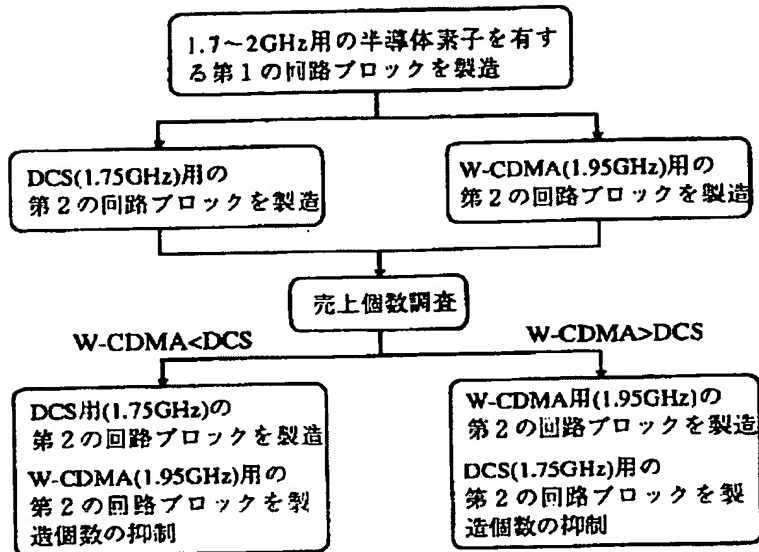 1.7～2GHz用の半導体素子を有す
る第1の回路ブロックを製造
DCS(1.75GHz)用の
第2の回路ブロックを製造
W-CDMA(1.95GHz)用の
第2の回路ブロックを製造
売上個数調査
W-CDMA<DCS
W-CDMA>DCS
DCS用(1.75GHz)の
第2の回路ブロックを製造
W-CDMA(1.95GHz)用の
第2の回路ブロックを製
造個数の抑制
W-CDMA用(1.95GHz)の
第2の回路ブロックを製造
DCS(1.75GHz)用の
第2の回路ブロックを製
造個数の抑制